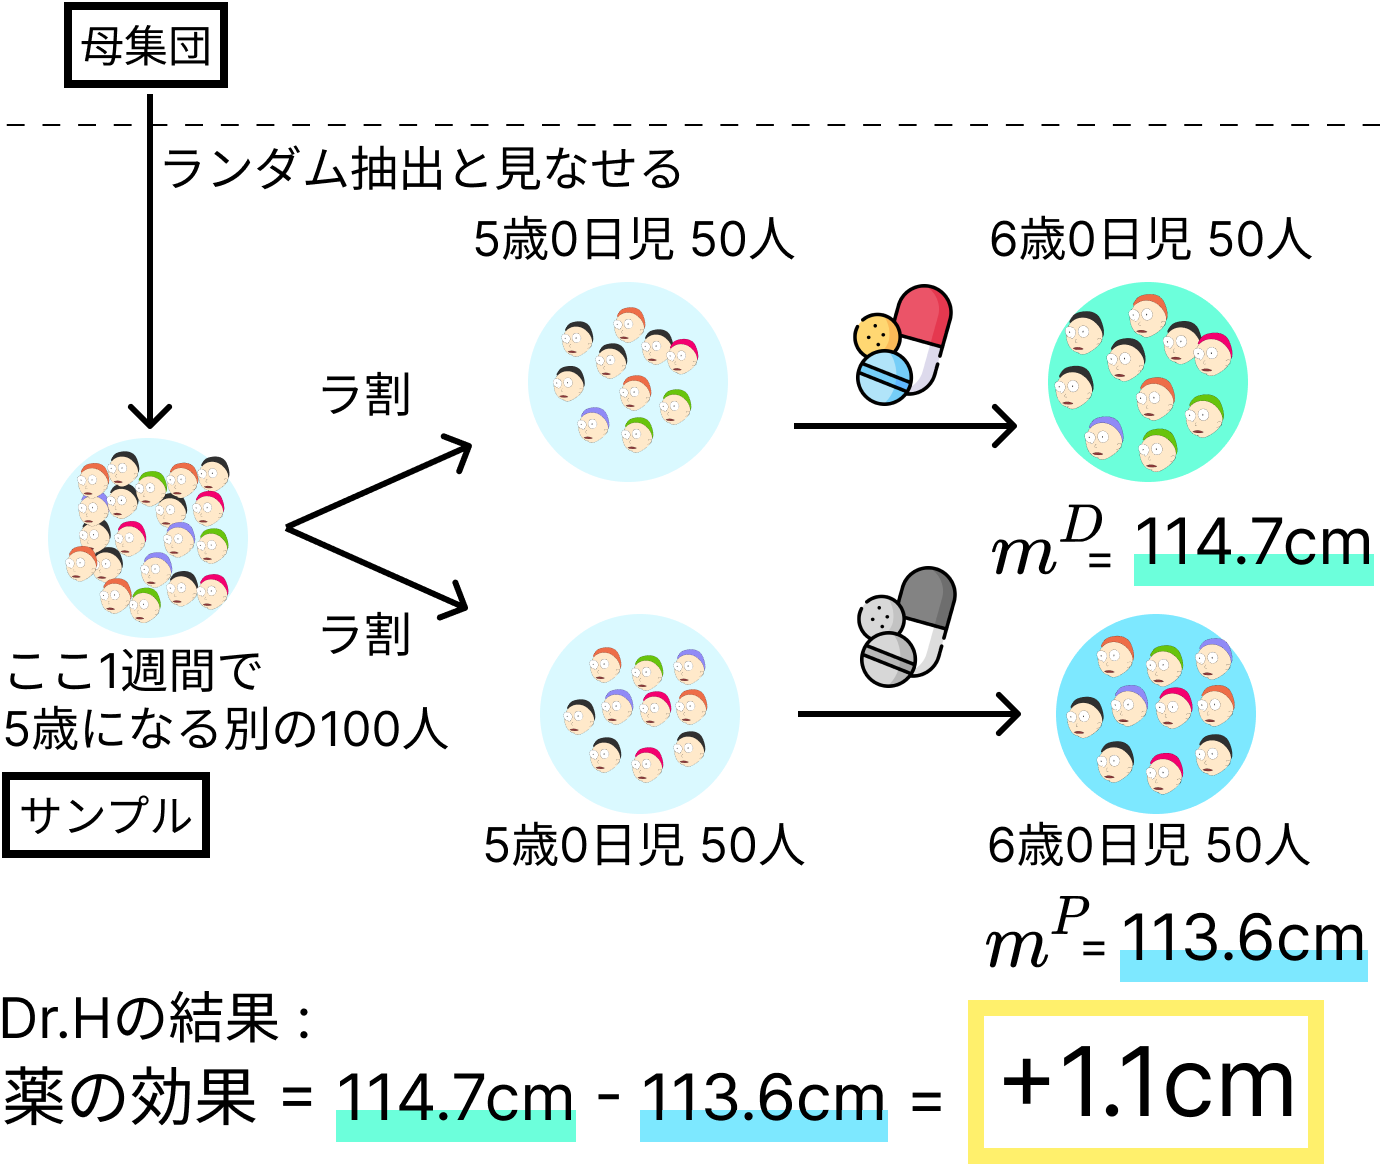 母集団
ランダム抽出と見なせる
5歳0日児 50人
6歳0日児 50人
ラ割
m^D = 114.7cm
ラ割
ここ1週間で
5歳になる別の100人
サンプル
5歳0日児 50人
6歳0日児 50人
m^P = 113.6cm
Dr.Hの結果 :
薬の効果 = 114.7cm - 113.6cm = +1.1cm